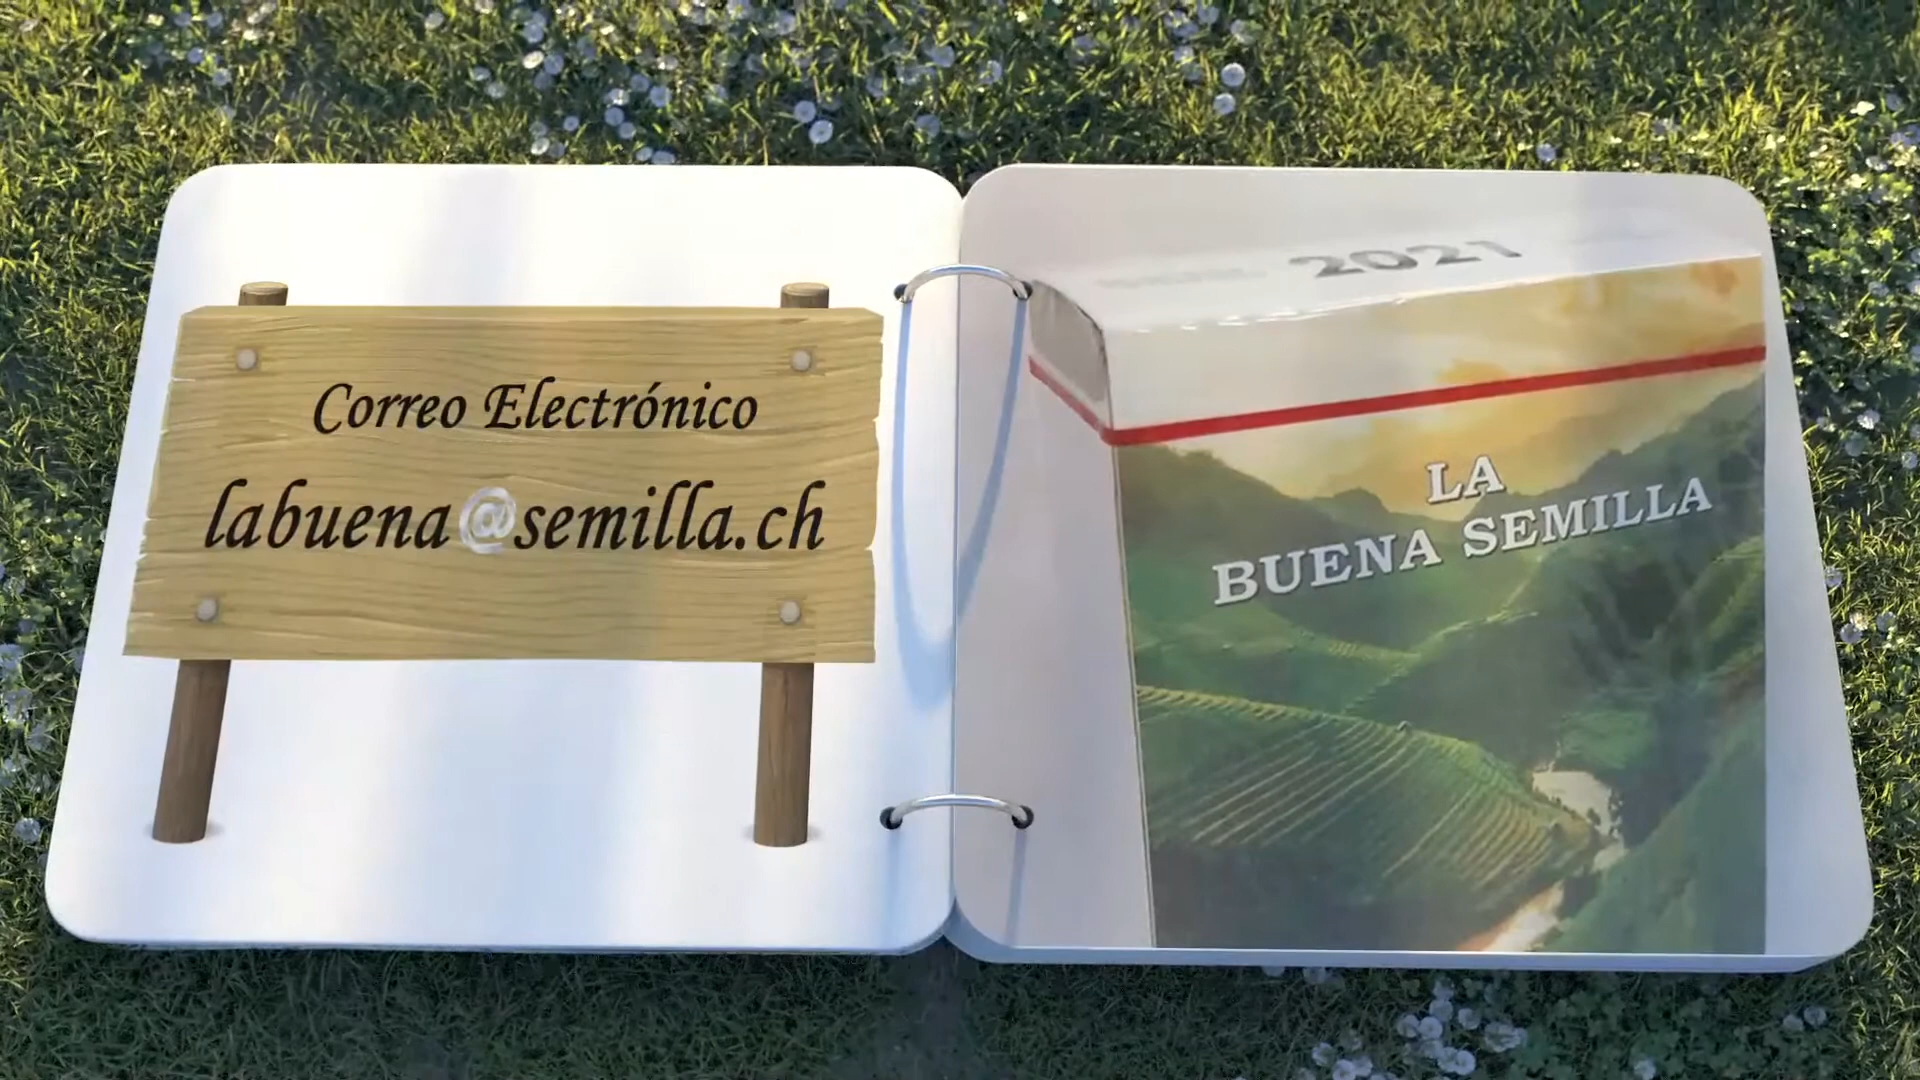 Correo Electrónico
labuena@semilla.ch
2021
LA
BUENA SEMILLA